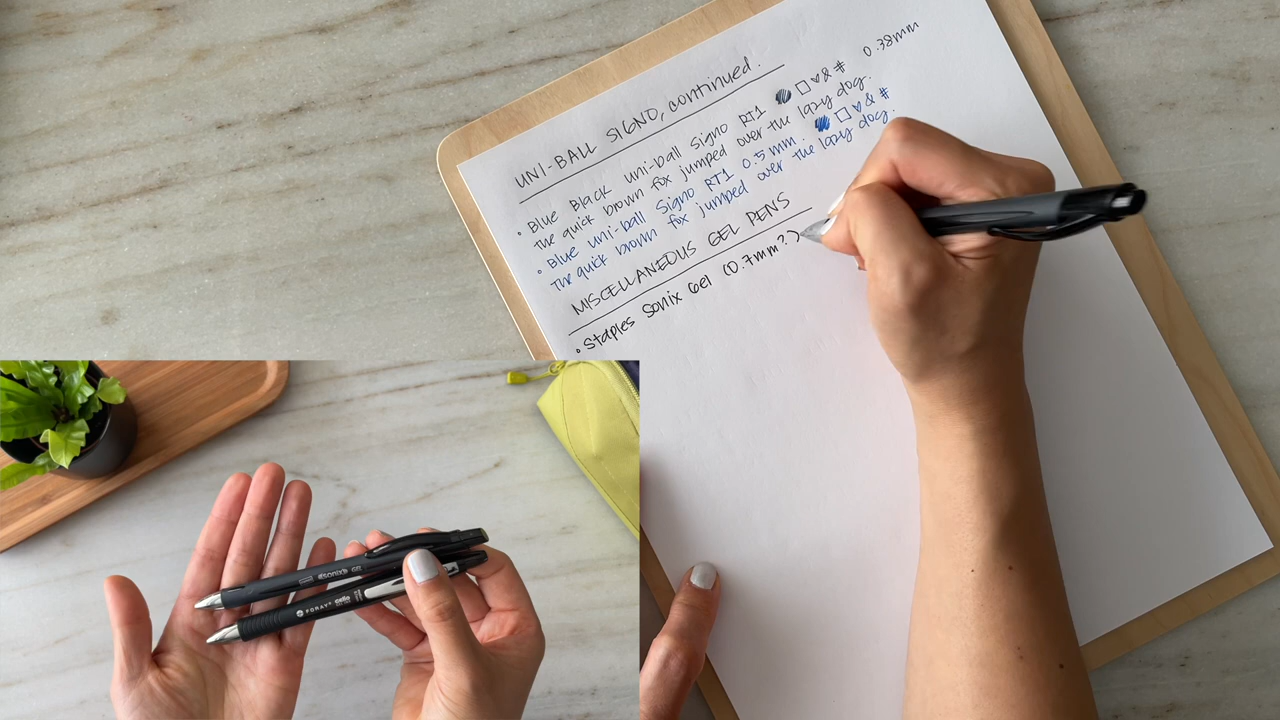 UNI-BALL SIGNO, continued.
• Blue Black uni-ball Signo RT1 □ ♡ & # 0.38mm
The quick brown fox jumped over the lazy dog.
• Blue uni-ball Signo RT1 0.5mm. □ ♡ & #
The quick brown fox jumped over the lazy dog.
MISCELLANEOUS GEL PENS
• Staples Sonix Gel (0.7mm?)
sonix GEL
FORAY